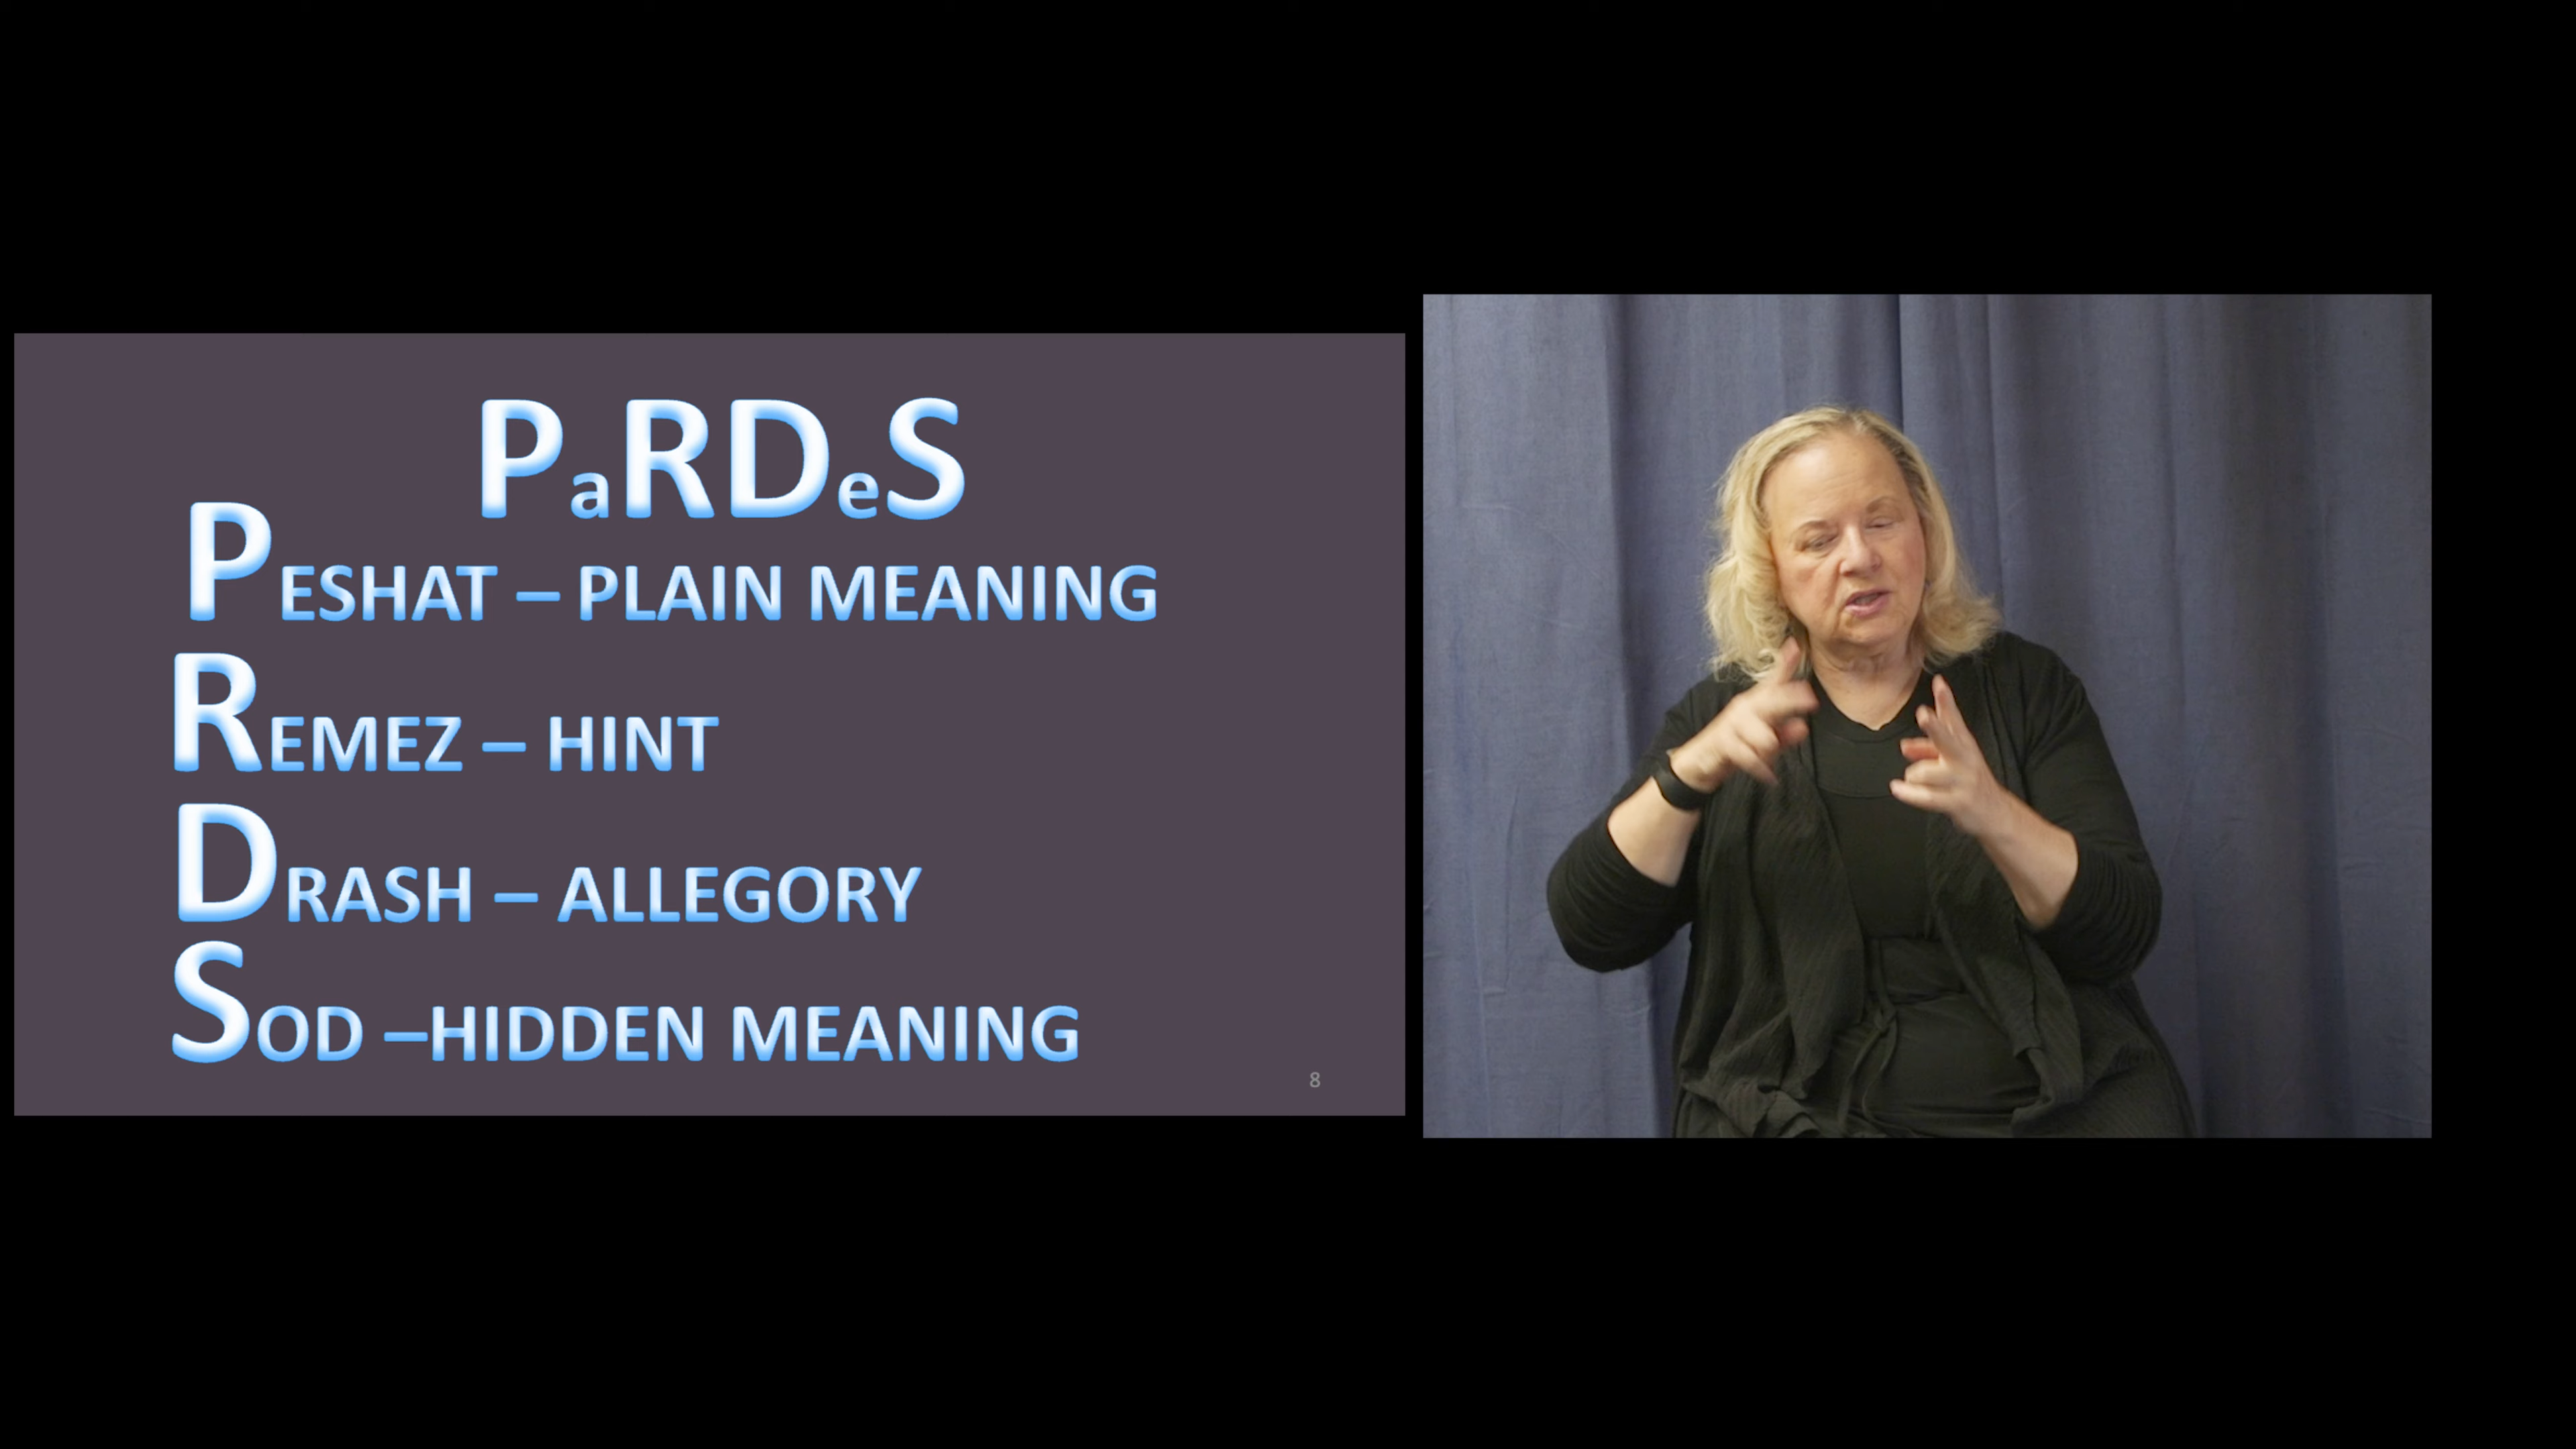 PaRDeS
PESHAT – PLAIN MEANING
REMEZ – HINT
DRASH – ALLEGORY
SOD –HIDDEN MEANING
8